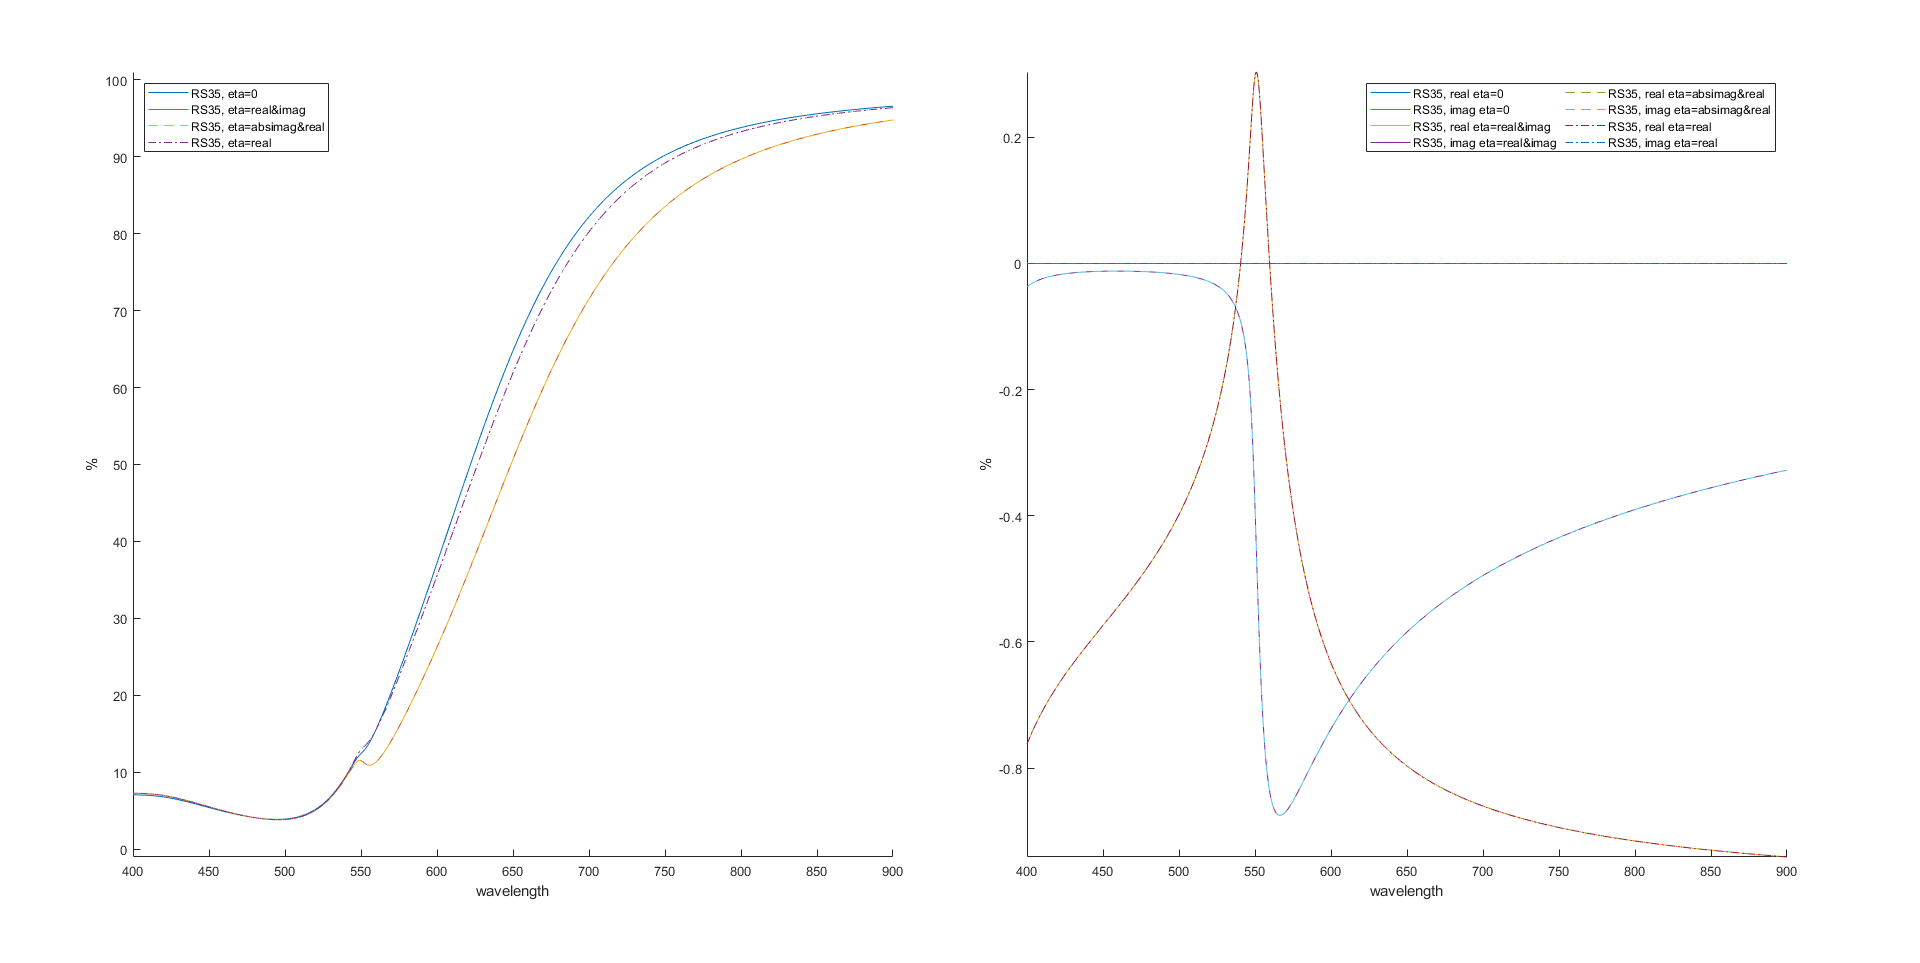 RS35, eta=0
RS35, eta=real&imag
RS35, eta=absimag&real
RS35, eta=real
100
90
80
70
60
50
40
30
20
10
0
%
400 450 500 550 600 650 700 750 800 850 900
wavelength
RS35, real eta=0 RS35, real eta=absimag&real
RS35, imag eta=0 RS35, imag eta=absimag&real
RS35, real eta=real&imag RS35, real eta=real
RS35, imag eta=real&imag RS35, imag eta=real
0.2
0
-0.2
-0.4
-0.6
-0.8
%
400 450 500 550 600 650 700 750 800 850 900
wavelength